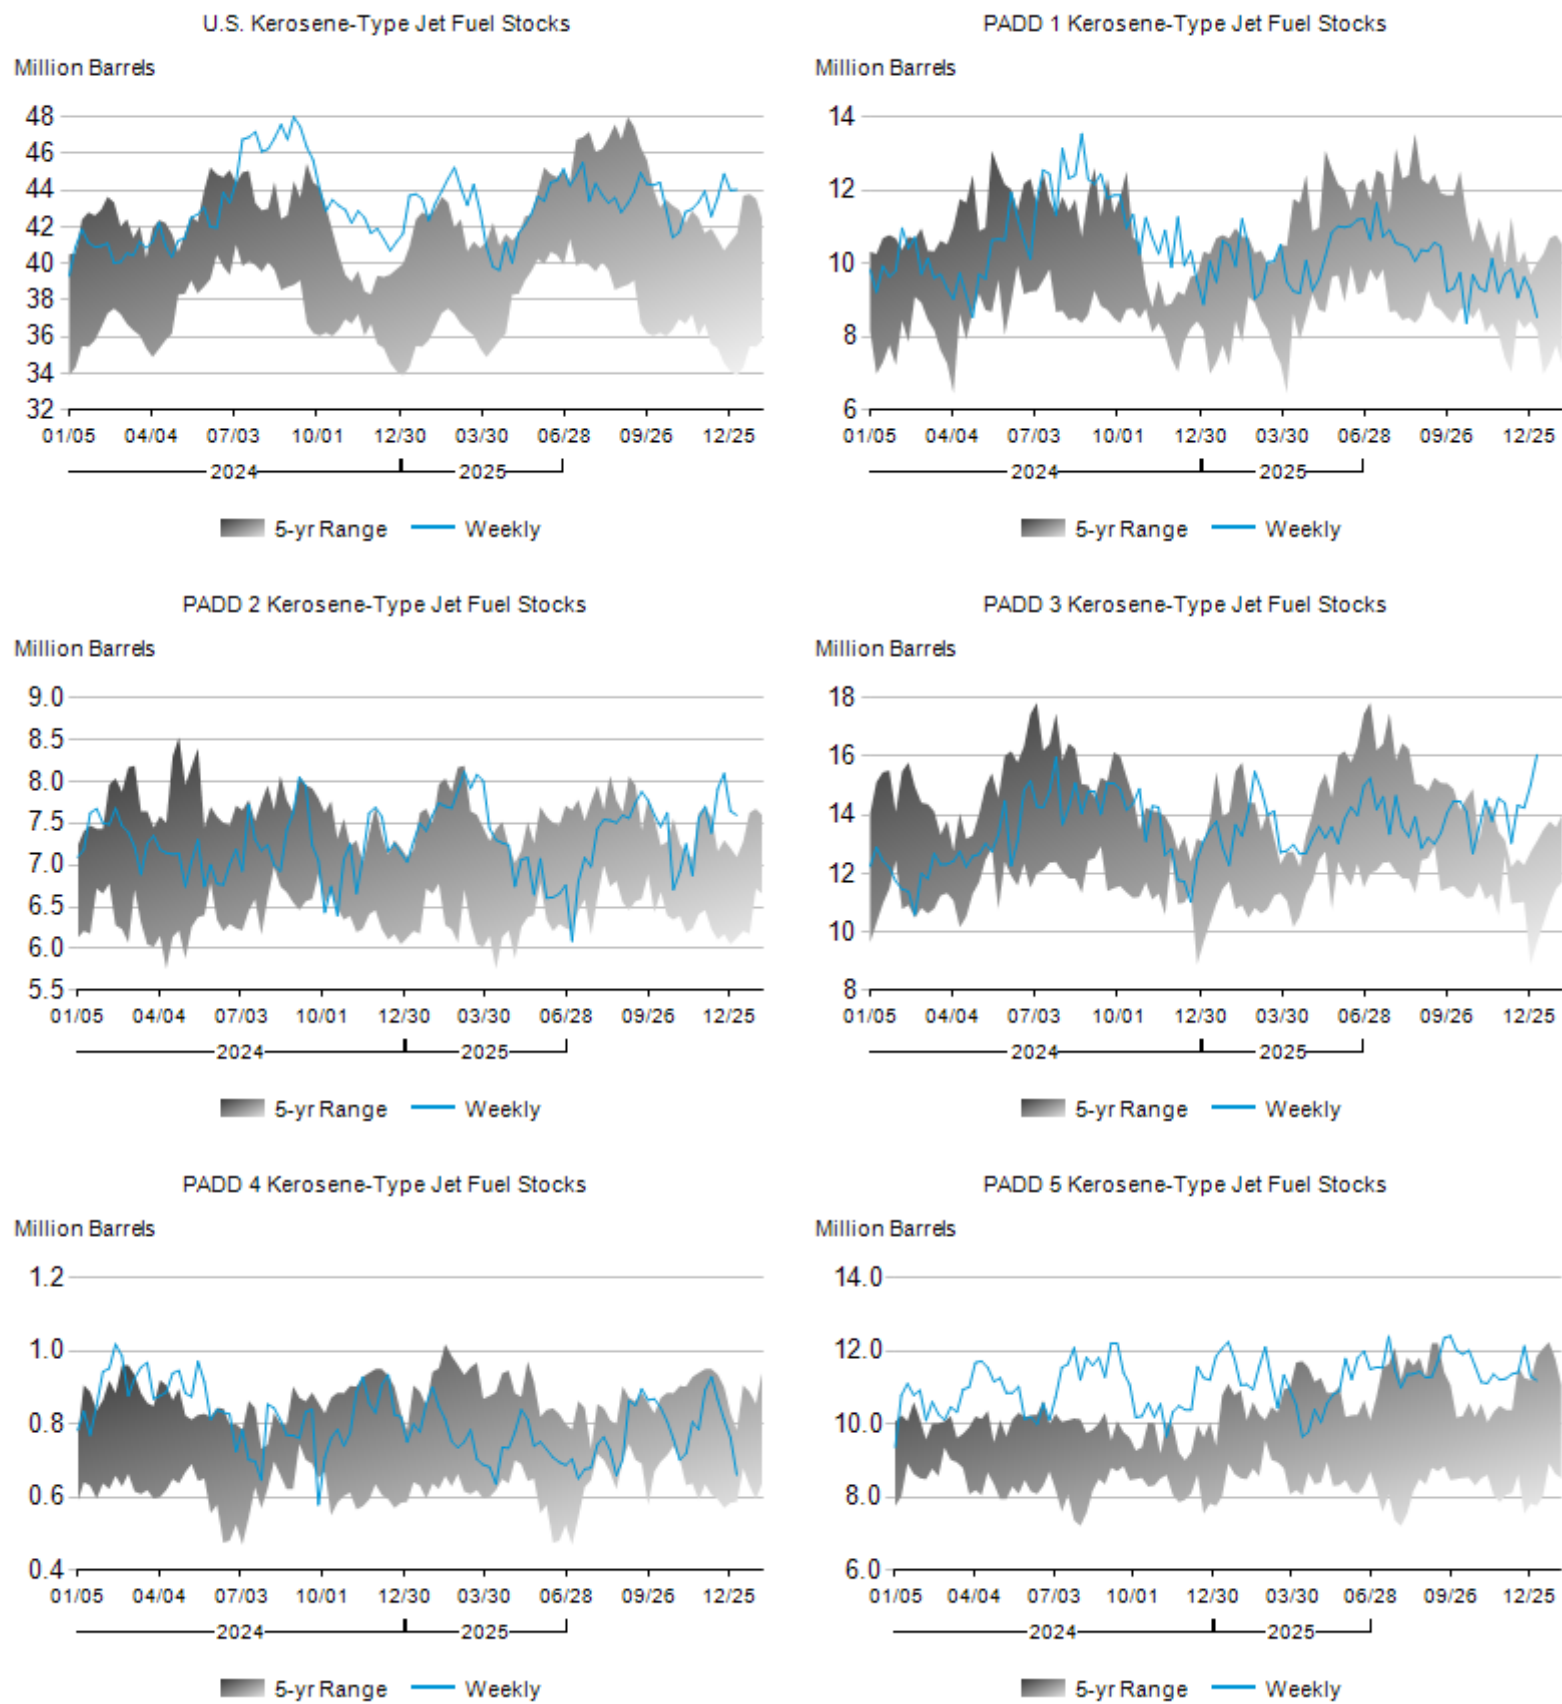 U.S. Kerosene-Type Jet Fuel Stocks
Million Barrels
48
46
44
42
40
38
36
34
32
01/05 04/04 07/03 10/01 12/30 03/30 06/28 09/26 12/25
2024 2025
5-yr Range Weekly
PADD 1 Kerosene-Type Jet Fuel Stocks
Million Barrels
14
12
10
8
6
01/05 04/04 07/03 10/01 12/30 03/30 06/28 09/26 12/25
2024 2025
5-yr Range Weekly
PADD 2 Kerosene-Type Jet Fuel Stocks
Million Barrels
9.0
8.5
8.0
7.5
7.0
6.5
6.0
5.5
01/05 04/04 07/03 10/01 12/30 03/30 06/28 09/26 12/25
2024 2025
5-yr Range Weekly
PADD 3 Kerosene-Type Jet Fuel Stocks
Million Barrels
18
16
14
12
10
8
01/05 04/04 07/03 10/01 12/30 03/30 06/28 09/26 12/25
2024 2025
5-yr Range Weekly
PADD 4 Kerosene-Type Jet Fuel Stocks
Million Barrels
1.2
1.0
0.8
0.6
0.4
01/05 04/04 07/03 10/01 12/30 03/30 06/28 09/26 12/25
2024 2025
5-yr Range Weekly
PADD 5 Kerosene-Type Jet Fuel Stocks
Million Barrels
14.0
12.0
10.0
8.0
6.0
01/05 04/04 07/03 10/01 12/30 03/30 06/28 09/26 12/25
2024 2025
5-yr Range Weekly